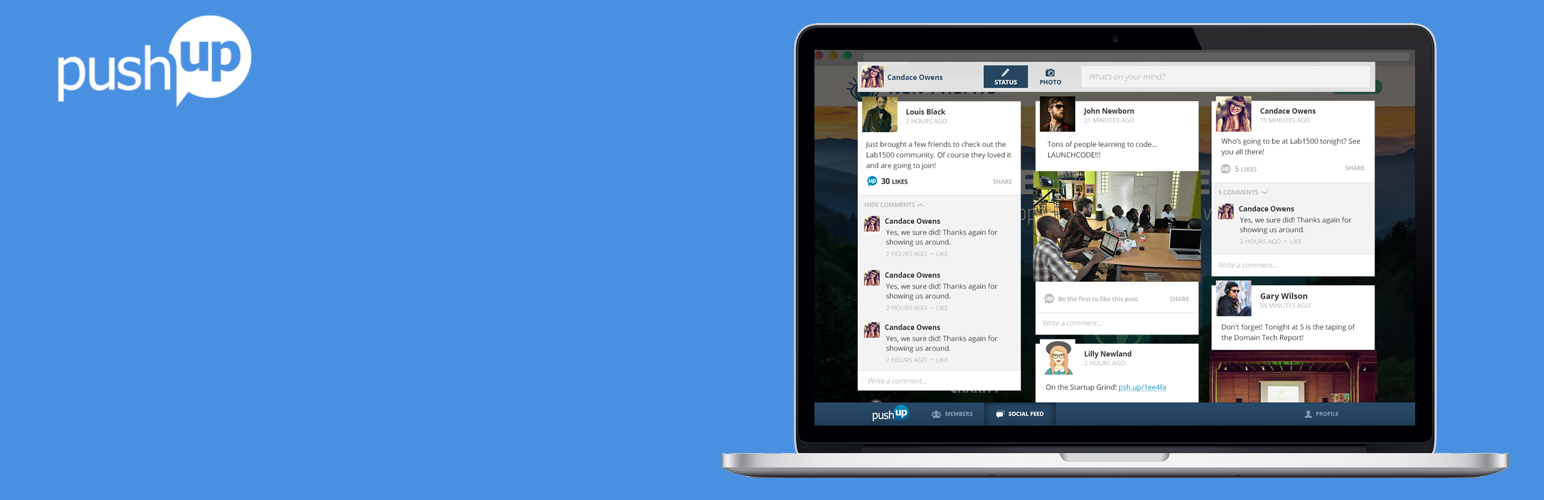 pushup
Candace Owens
STATUS
PHOTO
What's on your mind?
Louis Black
2 HOURS AGO
Just brought a few friends to check out the
Lab1500 community. Of course they loved it
and are going to join!
up 30 LIKES
SHARE
HIDE COMMENTS
Candace Owens
Yes, we sure did! Thanks again for
showing us around.
2 HOURS AGO • LIKE
Candace Owens
Yes, we sure did! Thanks again for
showing us around.
2 HOURS AGO • LIKE
Candace Owens
Yes, we sure did! Thanks again for
showing us around.
2 HOURS AGO • LIKE
Write a comment...
John Newborn
21 MINUTES AGO
Tons of people learning to code...
LAUNCHCODE!!!
up Be the first to like this post.
SHARE
Write a comment...
Lilly Newland
2 HOURS AGO
On the Startup Grind! psh.up/1ee4fa
Candace Owens
15 MINUTES AGO
Who's going to be at Lab1500 tonight? See
you all there!
up 5 LIKES
SHARE
5 COMMENTS
Candace Owens
Yes, we sure did! Thanks again for
showing us around.
2 HOURS AGO • LIKE
Write a comment...
Gary Wilson
59 MINUTES AGO
Don't forget! Tonight at 5 is the taping of
the Domain Tech Report!
pushup
MEMBERS
SOCIAL FEED
PROFILE